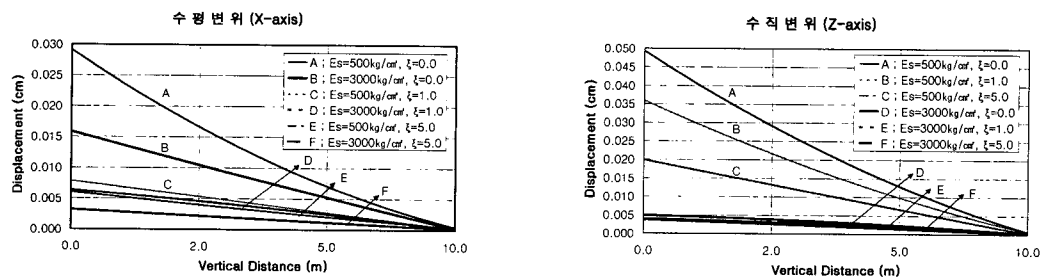 수 평 변 위 (X-axis)
Displacement (cm)
0.030
0.025
0.020
0.015
0.010
0.005
0.000
A ; Es=500kg/㎠, ξ=0.0
B ; Es=3000kg/㎠, ξ=0.0
C ; Es=500kg/㎠, ξ=1.0
D ; Es=3000kg/㎠, ξ=1.0
E ; Es=500kg/㎠, ξ=5.0
F ; Es=3000kg/㎠, ξ=5.0
A
B
C
D
E
F
0.0 2.0 5.0 10.0
Vertical Distance (m)
수 직 변 위 (Z-axis)
Displacement (cm)
0.050
0.045
0.040
0.035
0.030
0.025
0.020
0.015
0.010
0.005
0.000
A ; Es=500kg/㎠, ξ=0.0
B ; Es=500kg/㎠, ξ=1.0
C ; Es=500kg/㎠, ξ=5.0
D ; Es=3000kg/㎠, ξ=0.0
E ; Es=3000kg/㎠, ξ=1.0
F ; Es=3000kg/㎠, ξ=5.0
A
B
C
D
E
F
0.0 2.0 5.0 10.0
Vertical Distance (m)